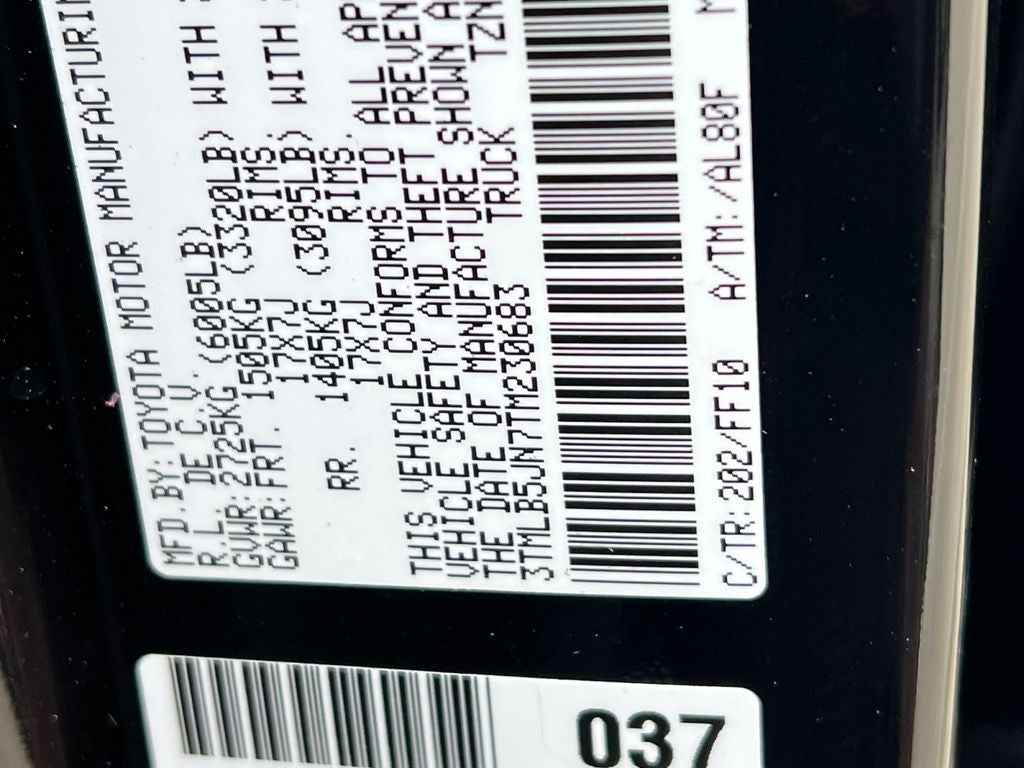 MFD.BY:TOYOTA MOTOR MANUFACTURIN
R.L. DE C.V.
GVWR:2725KG (6005LB)
GAWR:FRT. 1505KG (3320LB) WITH
17X7J RIMS
RR. 1405KG (3095LB) WITH
17X7J RIMS.
THIS VEHICLE CONFORMS TO ALL AP
VEHICLE SAFETY AND THEFT PREVEN
THE DATE OF MANUFACTURE SHOWN A
3TMLB5JN7TM230683 TRUCK TZN
C/TR:202/FF10 A/TM:/AL80F M
037